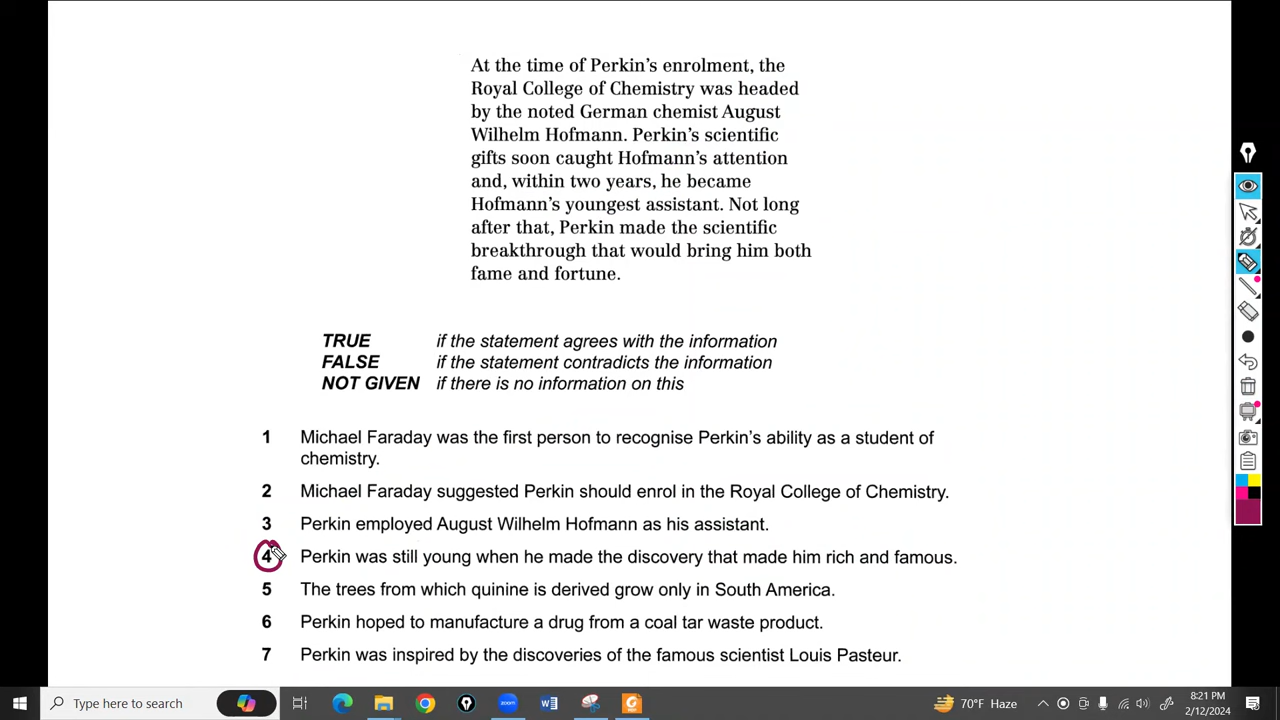 At the time of Perkin's enrolment, the
Royal College of Chemistry was headed
by the noted German chemist August
Wilhelm Hofmann. Perkin's scientific
gifts soon caught Hofmann's attention
and, within two years, he became
Hofmann's youngest assistant. Not long
after that, Perkin made the scientific
breakthrough that would bring him both
fame and fortune.
TRUE if the statement agrees with the information
FALSE if the statement contradicts the information
NOT GIVEN if there is no information on this
1 Michael Faraday was the first person to recognise Perkin's ability as a student of
chemistry.
2 Michael Faraday suggested Perkin should enrol in the Royal College of Chemistry.
3 Perkin employed August Wilhelm Hofmann as his assistant.
4 Perkin was still young when he made the discovery that made him rich and famous.
5 The trees from which quinine is derived grow only in South America.
6 Perkin hoped to manufacture a drug from a coal tar waste product.
7 Perkin was inspired by the discoveries of the famous scientist Louis Pasteur.
Type here to search
zoom
70°F Haze
8:21 PM
2/12/2024